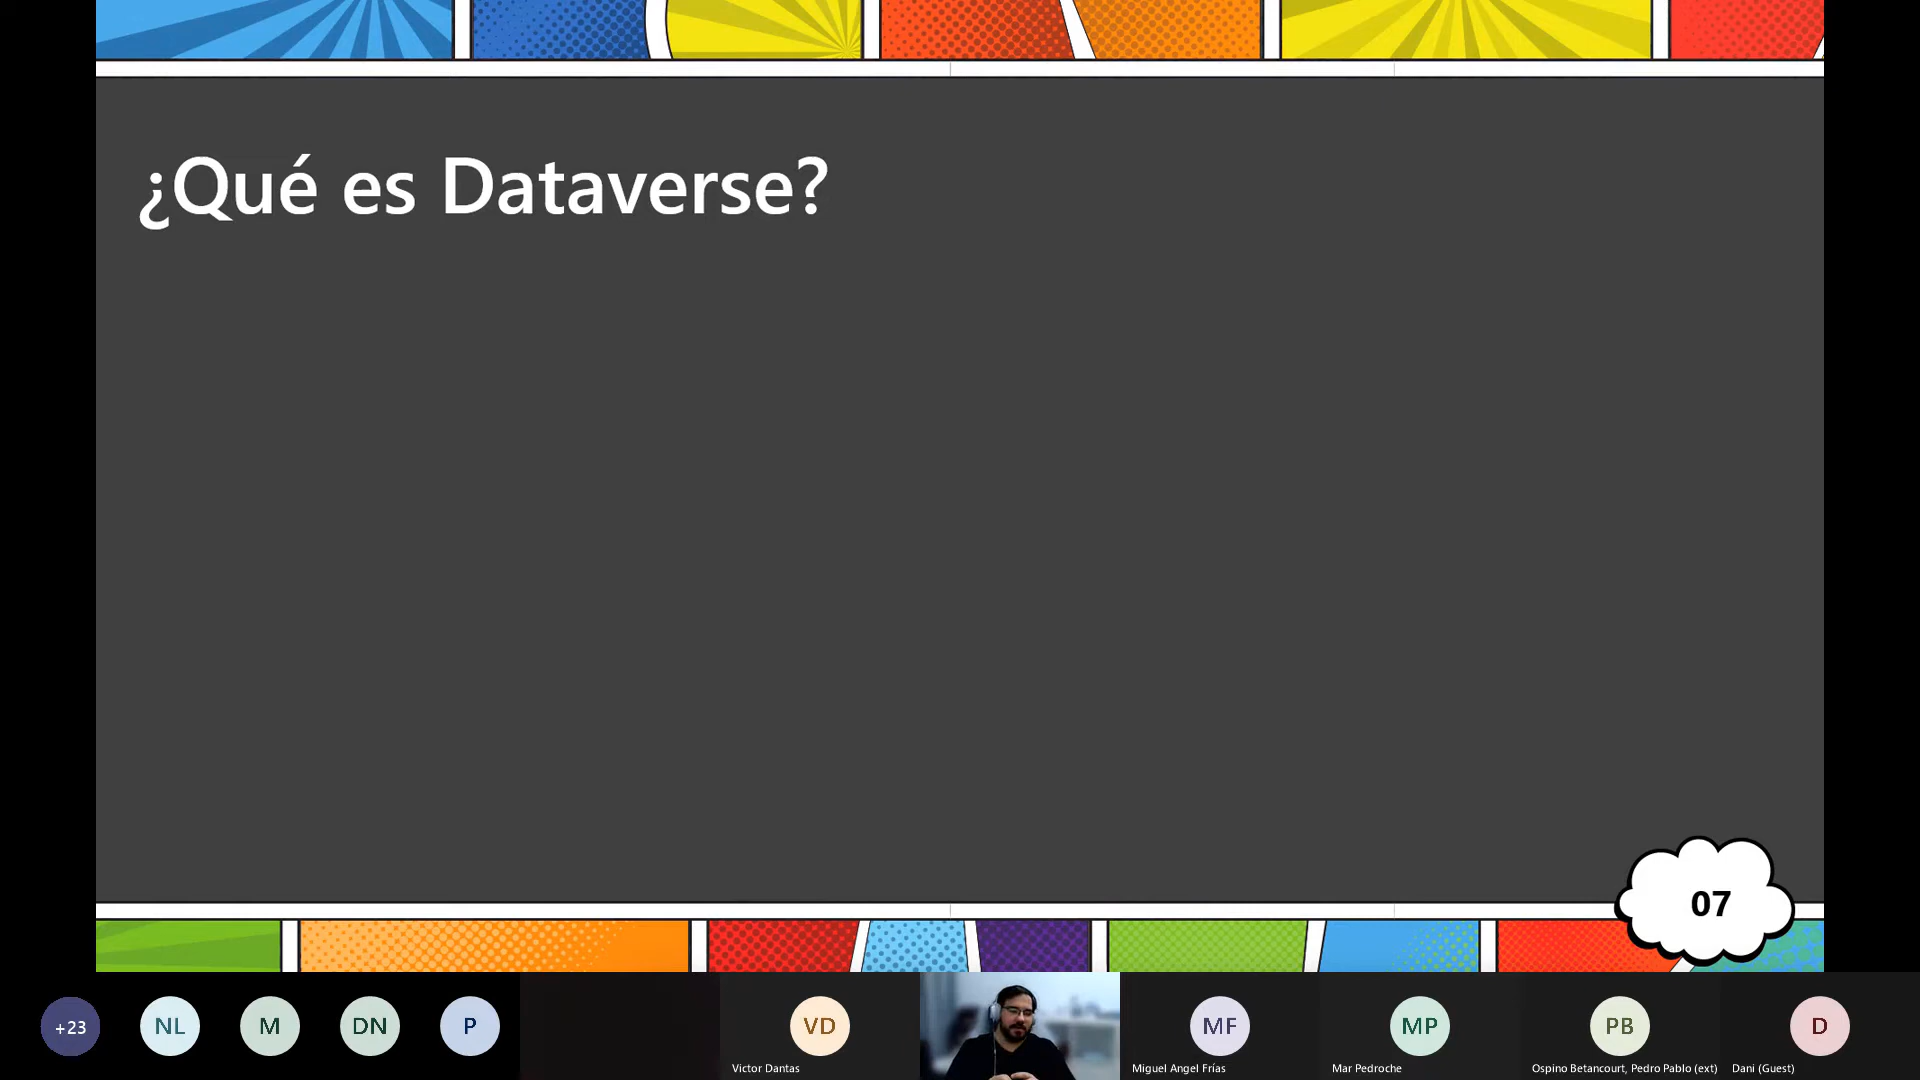 ¿Qué es Dataverse?
07
+23
NL
M
DN
P
VD
MF
MP
PB
D
Victor Dantas
Miguel Angel Frías
Mar Pedroche
Ospino Betancourt, Pedro Pablo (ext)
Dani (Guest)